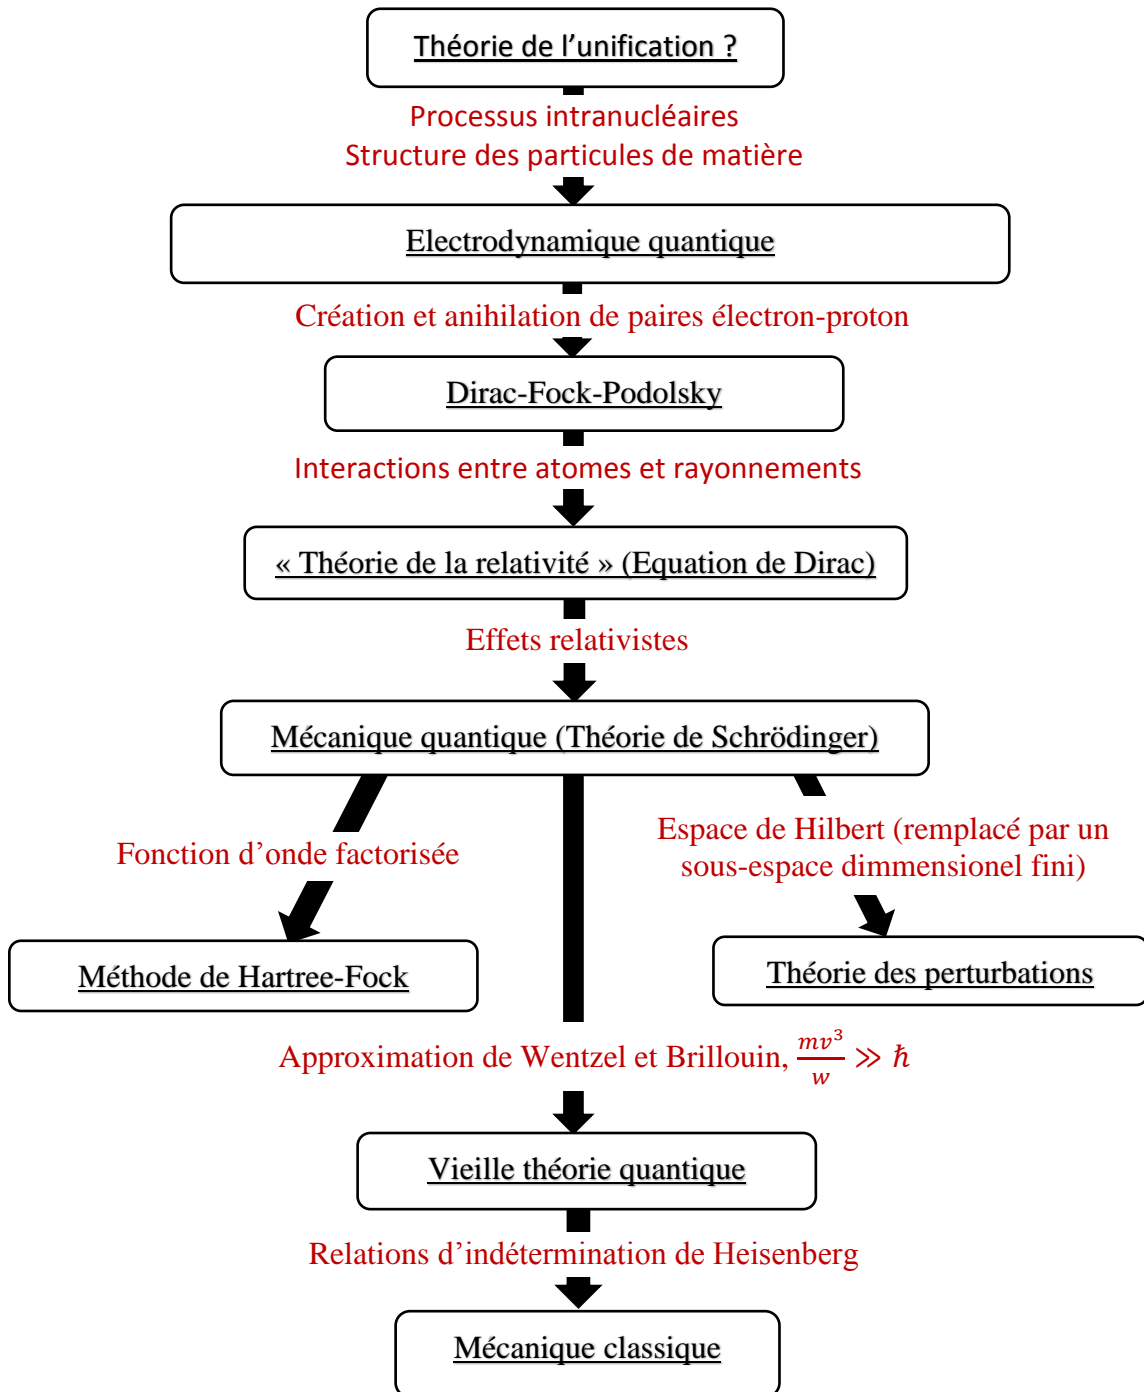 Théorie de l’unification ?
Processus intranucléaires
Structure des particules de matière
Electrodynamique quantique
Création et anihilation de paires électron-proton
Dirac-Fock-Podolsky
Interactions entre atomes et rayonnements
« Théorie de la relativité » (Equation de Dirac)
Effets relativistes
Mécanique quantique (Théorie de Schrödinger)
Fonction d’onde factorisée
Espace de Hilbert (remplacé par un
sous-espace dimmensionel fini)
Méthode de Hartree-Fock
Théorie des perturbations
Approximation de Wentzel et Brillouin, mv³/w ≫ ℏ
Vieille théorie quantique
Relations d’indétermination de Heisenberg
Mécanique classique